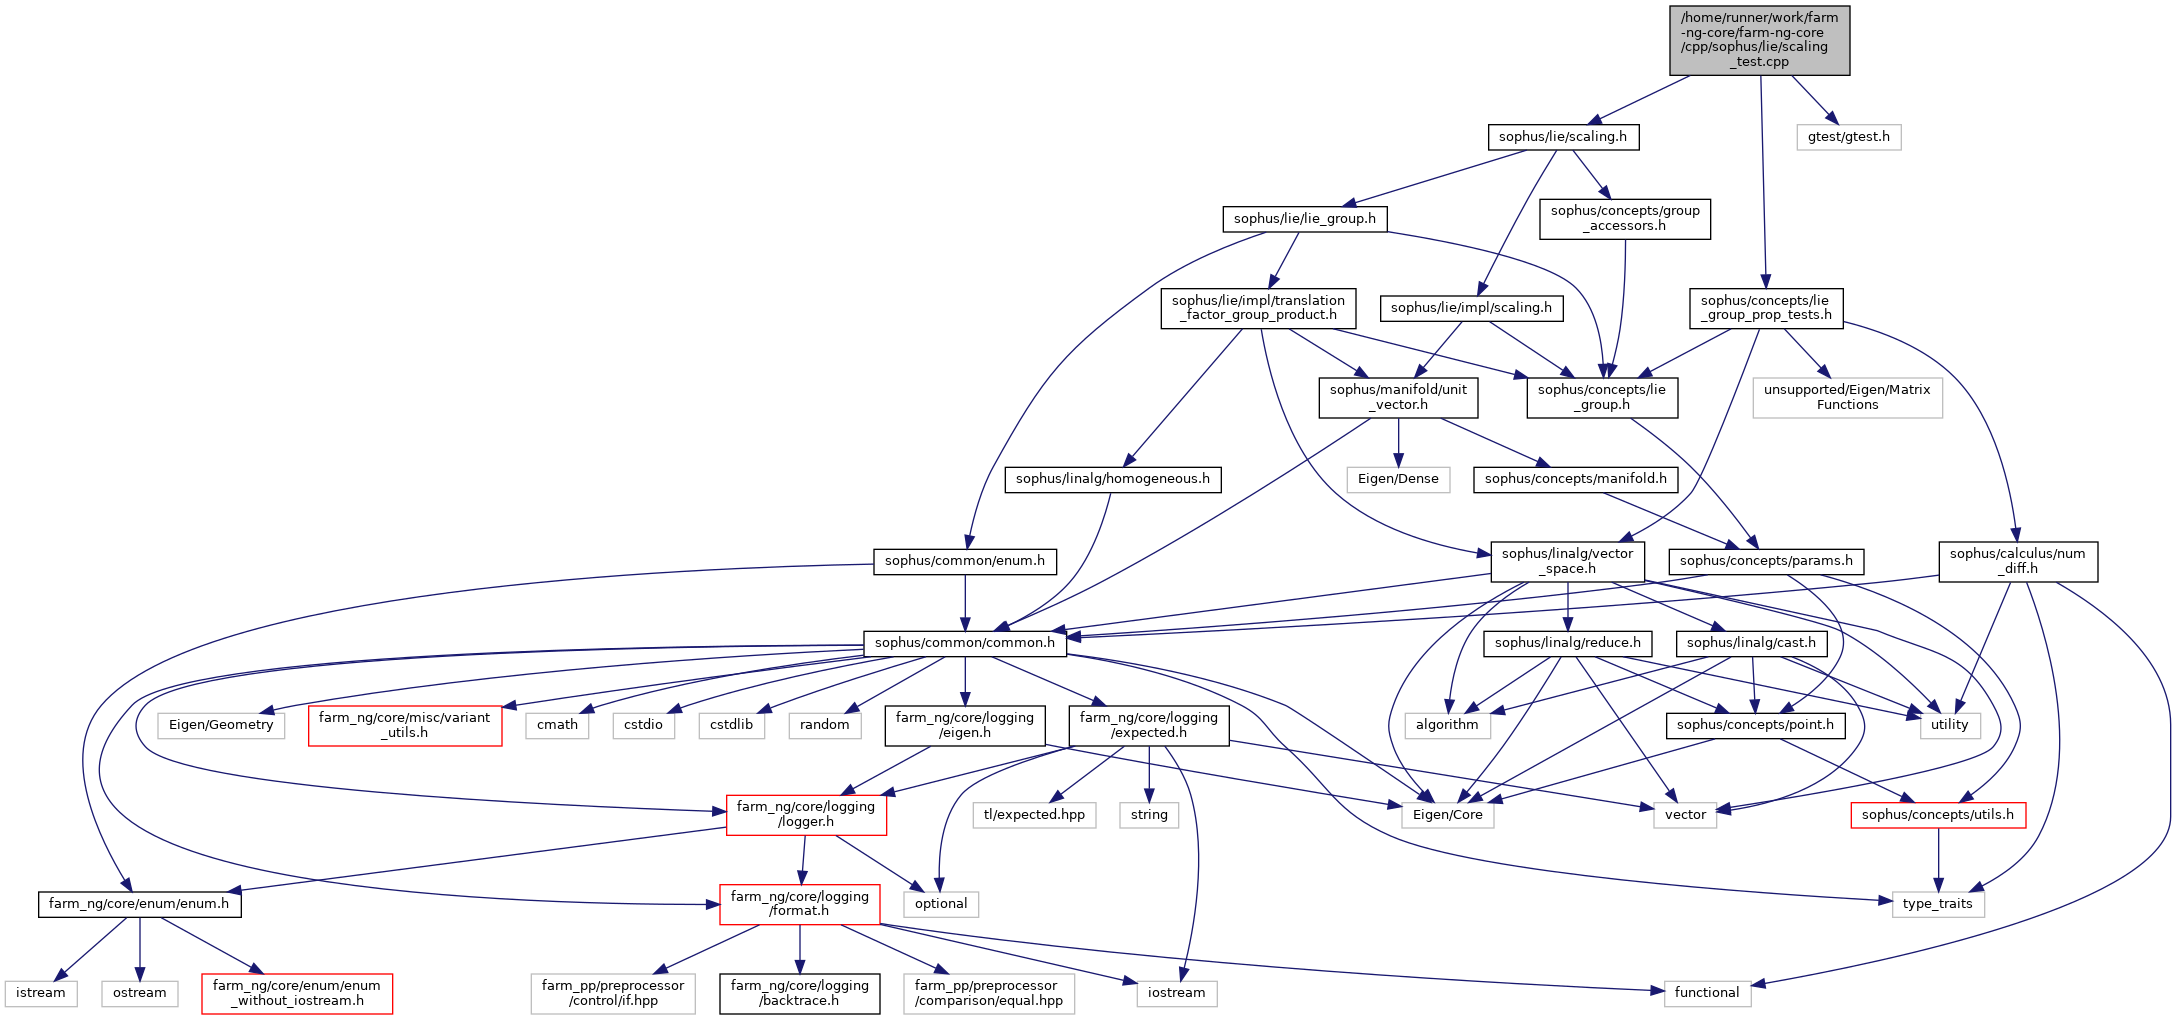 /home/runner/work/farm
-ng-core/farm-ng-core
/cpp/sophus/lie/scaling
_test.cpp
sophus/lie/scaling.h
gtest/gtest.h
sophus/lie/lie_group.h
sophus/concepts/group
_accessors.h
sophus/lie/impl/translation
_factor_group_product.h
sophus/lie/impl/scaling.h
sophus/concepts/lie
_group_prop_tests.h
sophus/manifold/unit
_vector.h
sophus/concepts/lie
_group.h
unsupported/Eigen/Matrix
Functions
sophus/linalg/homogeneous.h
Eigen/Dense
sophus/concepts/manifold.h
sophus/common/enum.h
sophus/linalg/vector
_space.h
sophus/concepts/params.h
sophus/calculus/num
_diff.h
sophus/common/common.h
sophus/linalg/reduce.h
sophus/linalg/cast.h
Eigen/Geometry
farm_ng/core/misc/variant
_utils.h
cmath
cstdio
cstdlib
random
farm_ng/core/logging
/eigen.h
farm_ng/core/logging
/expected.h
algorithm
sophus/concepts/point.h
utility
farm_ng/core/logging
/logger.h
tl/expected.hpp
string
Eigen/Core
vector
sophus/concepts/utils.h
farm_ng/core/enum/enum.h
farm_ng/core/logging
/format.h
optional
type_traits
istream
ostream
farm_ng/core/enum/enum
_without_iostream.h
farm_pp/preprocessor
/control/if.hpp
farm_ng/core/logging
/backtrace.h
farm_pp/preprocessor
/comparison/equal.hpp
iostream
functional